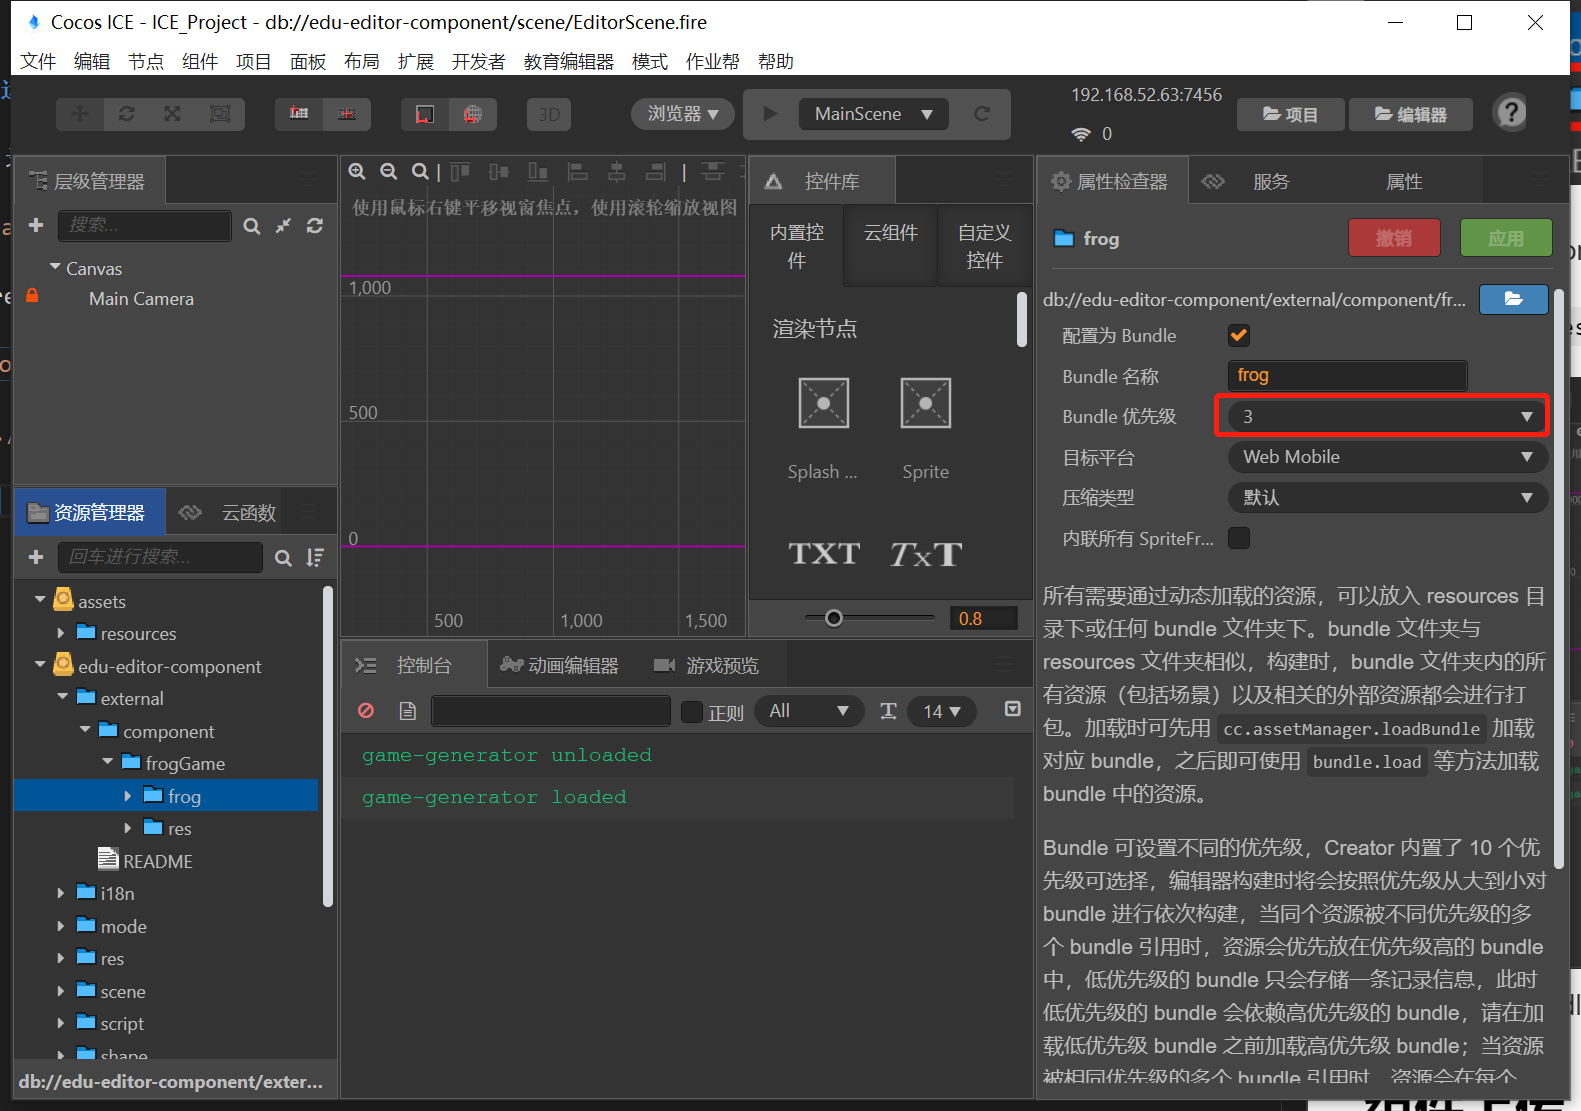 Cocos ICE - ICE_Project - db://edu-editor-component/scene/EditorScene.fire
文件 编辑 节点 组件 项目 面板 布局 扩展 开发者 教育编辑器 模式 作业帮 帮助
3D
浏览器
MainScene
192.168.52.63:7456
0
项目
编辑器
层级管理器
搜索...
Canvas
Main Camera
使用鼠标右键平移视窗焦点，使用滚轮缩放视图
1,000
500
0
500 1,000 1,500
控件库
内置控件
云组件
自定义控件
渲染节点
Splash ...
Sprite
TXT
TxT
0.8
资源管理器
云函数
回车进行搜索...
assets
resources
edu-editor-component
external
component
frogGame
frog
res
README
i18n
mode
res
scene
script
shape
db://edu-editor-component/exter...
控制台
动画编辑器
游戏预览
正则
All
14
game-generator unloaded
game-generator loaded
属性检查器
服务
属性
frog
撤销
应用
db://edu-editor-component/external/component/fr...
配置为 Bundle
Bundle 名称 frog
Bundle 优先级 3
目标平台 Web Mobile
压缩类型 默认
内联所有 SpriteFr...
所有需要通过动态加载的资源，可以放入 resources 目
录下或任何 bundle 文件夹下。bundle 文件夹与
resources 文件夹相似，构建时，bundle 文件夹内的所
有资源（包括场景）以及相关的外部资源都会进行打
包。加载时可先用 cc.assetManager.loadBundle 加载
对应 bundle，之后即可使用 bundle.load 等方法加载
bundle 中的资源。
Bundle 可设置不同的优先级，Creator 内置了 10 个优
先级可选择，编辑器构建时将会按照优先级从大到小对
bundle 进行依次构建，当同个资源被不同优先级的多
个 bundle 引用时，资源会优先放在优先级高的 bundle
中，低优先级的 bundle 只会存储一条记录信息，此时
低优先级的 bundle 会依赖高优先级的 bundle，请在加
载低优先级 bundle 之前加载高优先级 bundle；当资源
被相同优先级的多个 bundle 引用时，资源会在每个